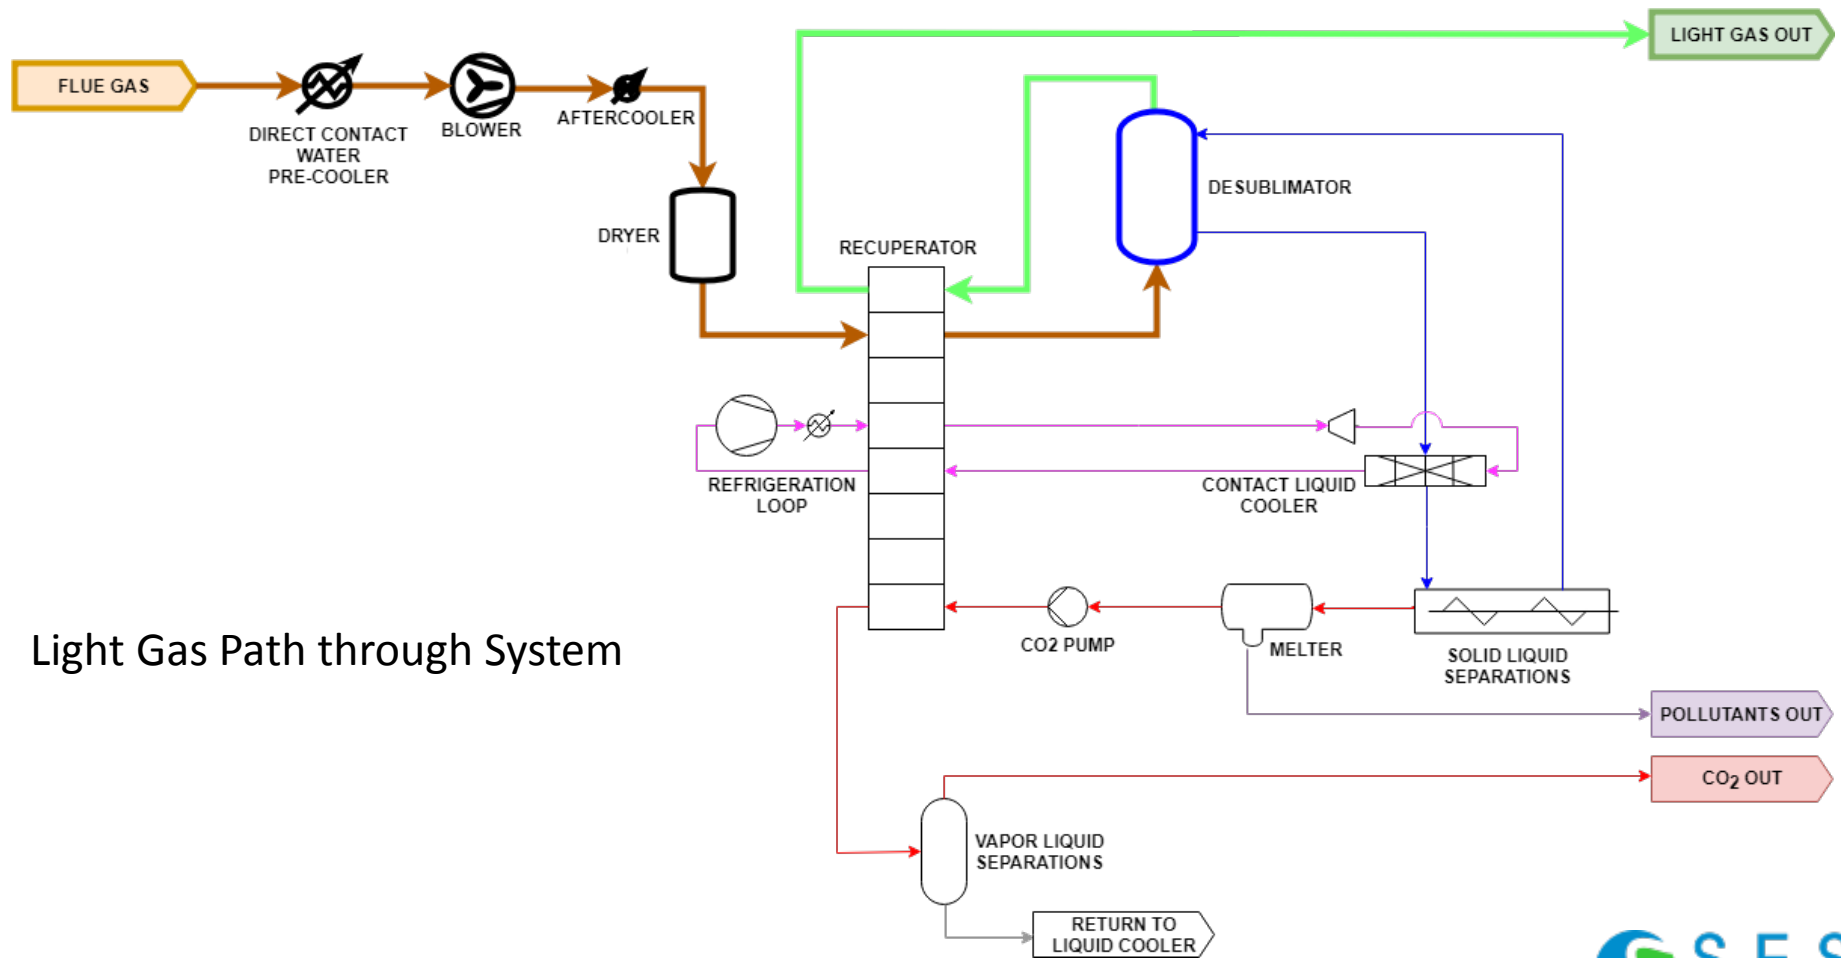 LIGHT GAS OUT
FLUE GAS
DIRECT CONTACT
WATER
PRE-COOLER
BLOWER
AFTERCOOLER
DESUBLIMATOR
DRYER
RECUPERATOR
REFRIGERATION
LOOP
CONTACT LIQUID
COOLER
CO2 PUMP
MELTER
SOLID LIQUID
SEPARATIONS
Light Gas Path through System
POLLUTANTS OUT
CO2 OUT
VAPOR LIQUID
SEPARATIONS
RETURN TO
LIQUID COOLER